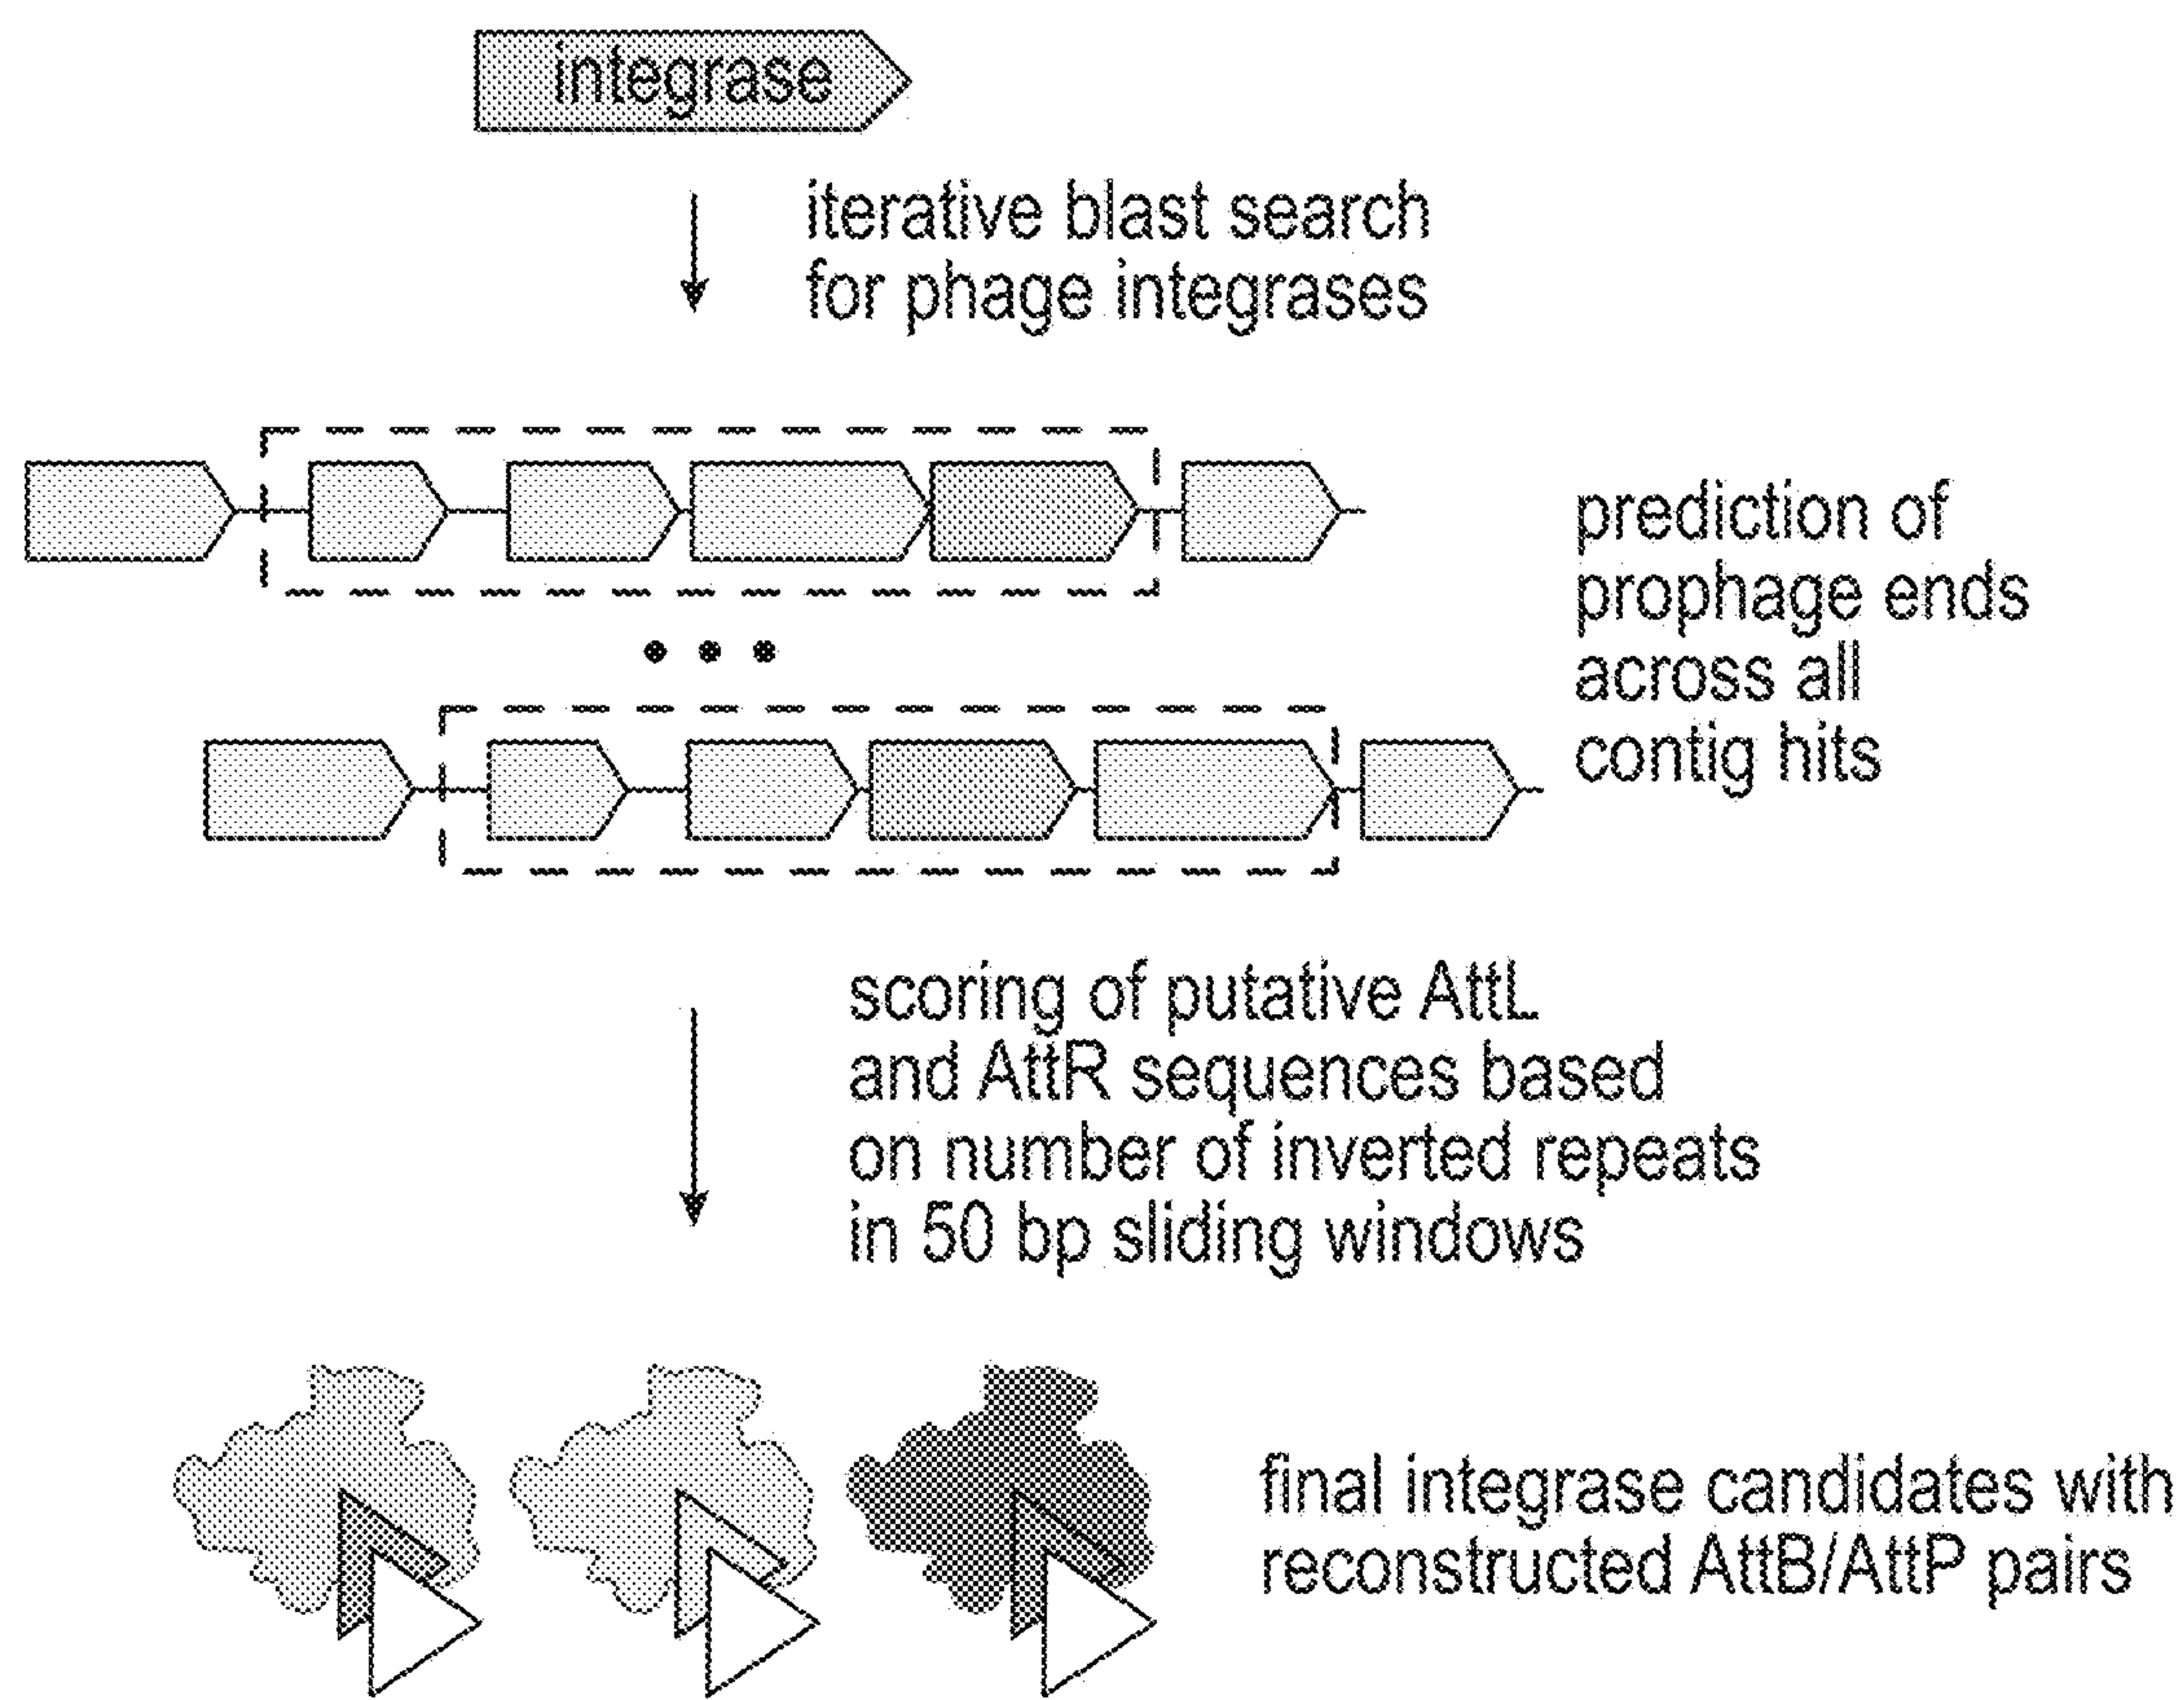 integrase
iterative blast search
for phage integrases
prediction of
prophage ends
across all
contig hits
scoring of putative AttL
and AttR sequences based
on number of inverted repeats
in 50 bp sliding windows
final integrase candidates with
reconstructed AttB/AttP pairs